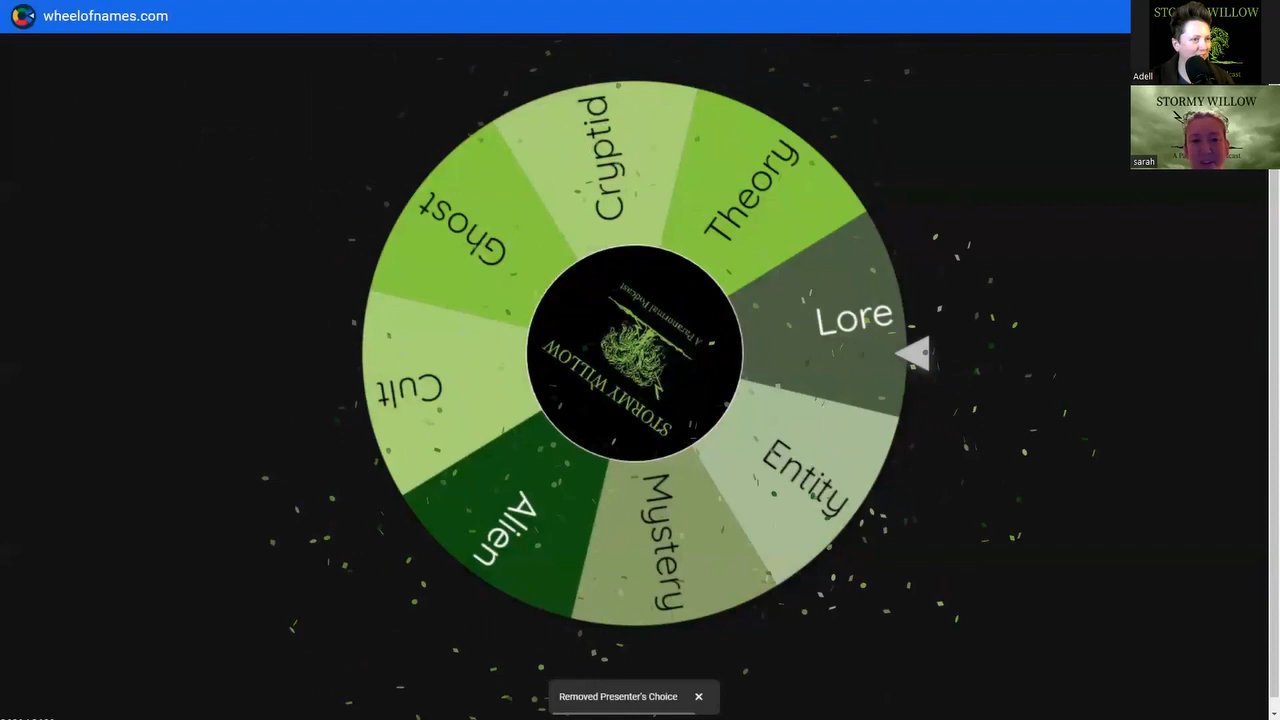 wheelofnames.com
STORMY WILLOW
Adell
STORMY WILLOW
sarah
Cryptid
Theory
Ghost
Lore
Cult
Entity
Alien
Mystery
A Paranormal Podcast
STORMY WILLOW
Removed Presenter's Choice